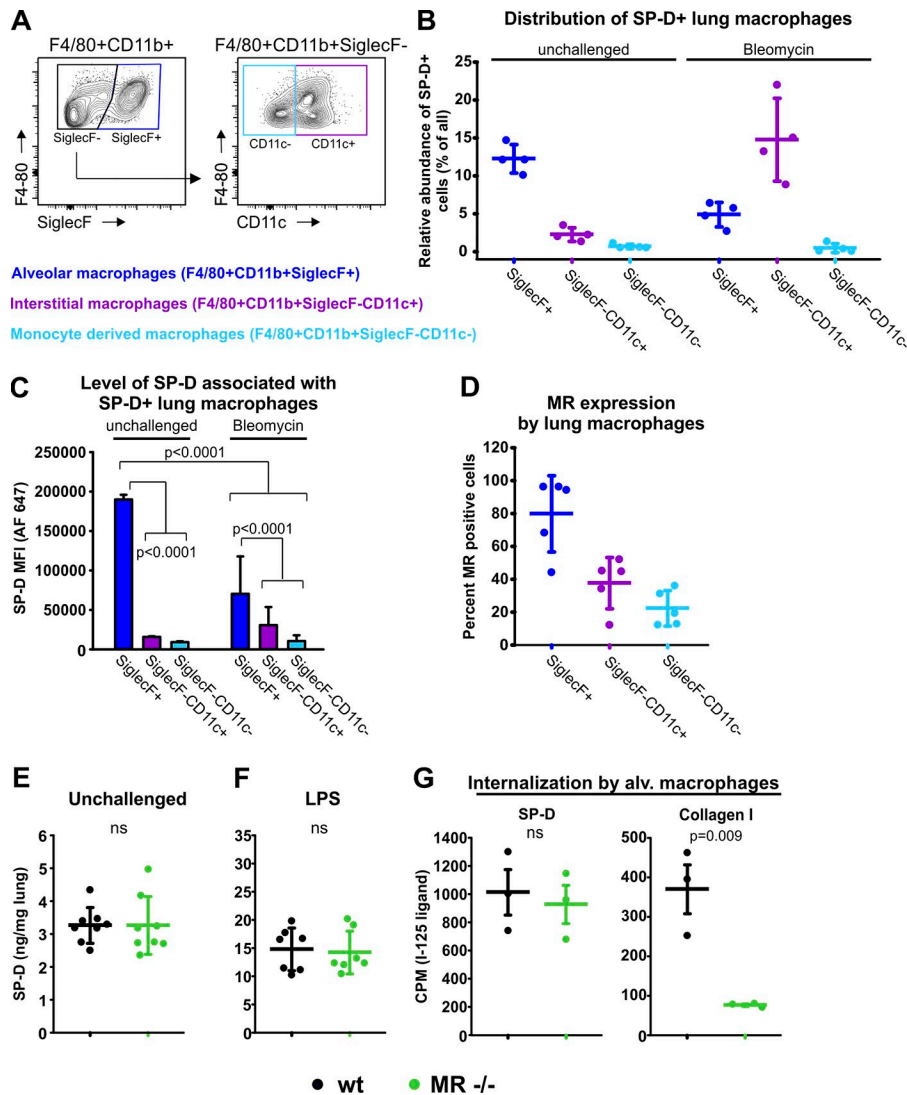 A
F4/80+CD11b+
F4/80+CD11b+SiglecF-
F4-80
SiglecF-
SiglecF+
SiglecF
F4-80
CD11c-
CD11c+
CD11c
Alveolar macrophages (F4/80+CD11b+SiglecF+)
Interstitial macrophages (F4/80+CD11b+SiglecF-CD11c+)
Monocyte derived macrophages (F4/80+CD11b+SiglecF-CD11c-)
B
Distribution of SP-D+ lung macrophages
unchallenged
Bleomycin
Relative abundance of SP-D+
cells (% of all)
25
20
15
10
5
0
SiglecF+
SiglecF-CD11c+
SiglecF-CD11c-
SiglecF+
SiglecF-CD11c+
SiglecF-CD11c-
C
Level of SP-D associated with
SP-D+ lung macrophages
unchallenged
Bleomycin
SP-D MFI (AF 647)
250000
200000
150000
100000
50000
0
p<0.0001
p<0.0001
p<0.0001
SiglecF+
SiglecF-CD11c+
SiglecF-CD11c-
SiglecF+
SiglecF-CD11c+
SiglecF-CD11c-
D
MR expression
by lung macrophages
Percent MR positive cells
120
100
80
60
40
20
0
SiglecF+
SiglecF-CD11c+
SiglecF-CD11c-
E
Unchallenged
ns
SP-D (ng/mg lung)
6
5
4
3
2
1
0
F
LPS
ns
35
30
25
20
15
10
5
0
G
Internalization by alv. macrophages
SP-D
ns
CPM (I-125 ligand)
1400
1200
1000
800
600
400
200
0
Collagen I
p=0.009
500
400
300
200
100
0
wt
MR -/-